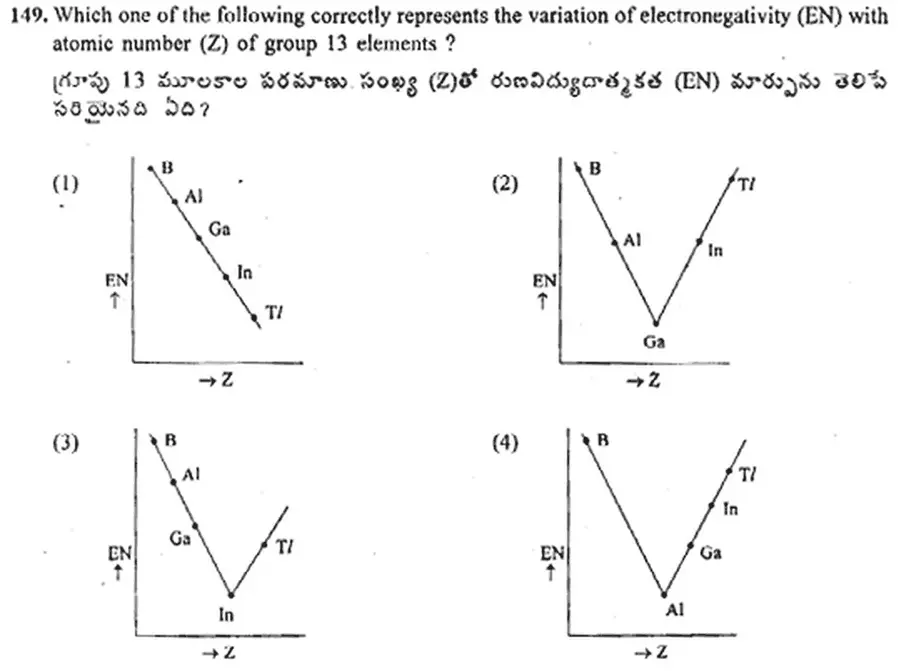 149. Which one of the following correctly represents the variation of electronegativity (EN) with
atomic number (Z) of group 13 elements ?
గ్రూపు 13 మూలకాల పరమాణు సంఖ్య (Z)తో రుణవిద్యుదాత్మకత (EN) మార్పును తెలిపే
సరియైనది ఏది?
(1)
B
Al
Ga
In
Tl
EN
↑
→ Z
(2)
B
Al
Ga
In
Tl
EN
↑
→ Z
(3)
B
Al
Ga
In
Tl
EN
↑
→ Z
(4)
B
Al
Ga
In
Tl
EN
↑
→ Z